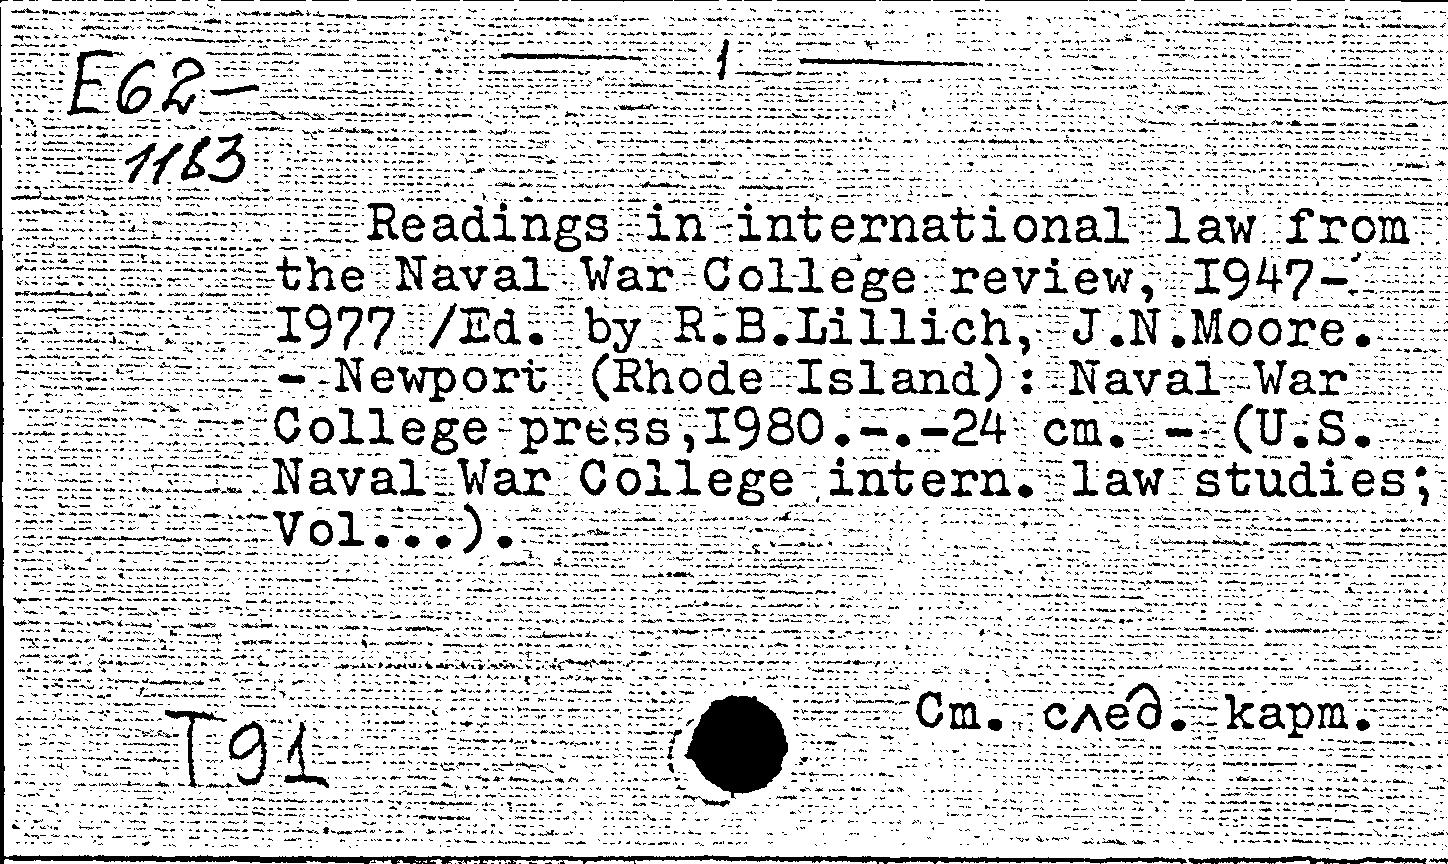 — 1 —
E62-
1183
Readings in international law from
the Naval War College review, I947-
I977 /Ed. by R.B.Lillich, J.N.Moore.
- Newport (Rhode Island): Naval War
College press,I980.-.-24 cm. - (U.S.
Naval War College intern. law studies;
Vol...).
См. след. карт.
T91